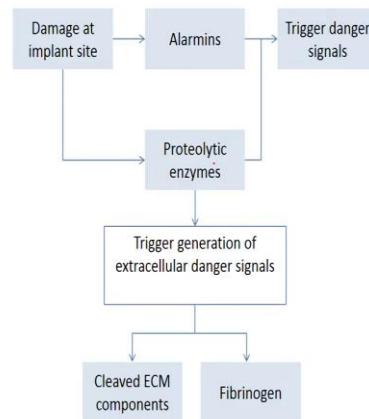 Damage at
implant site
Alarmins
Trigger danger
signals
Proteolytic
enzymes
Trigger generation of
extracellular danger signals
Cleaved ECM
components
Fibrinogen